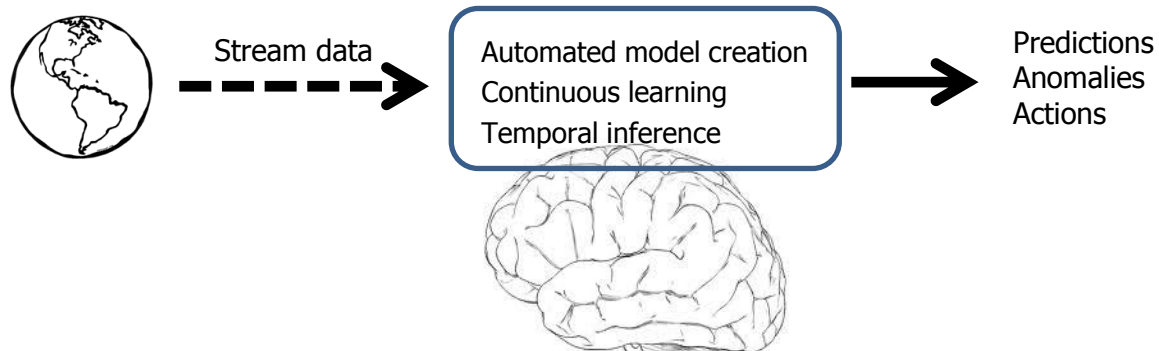 Stream data
Automated model creation
Continuous learning
Temporal inference
Predictions
Anomalies
Actions